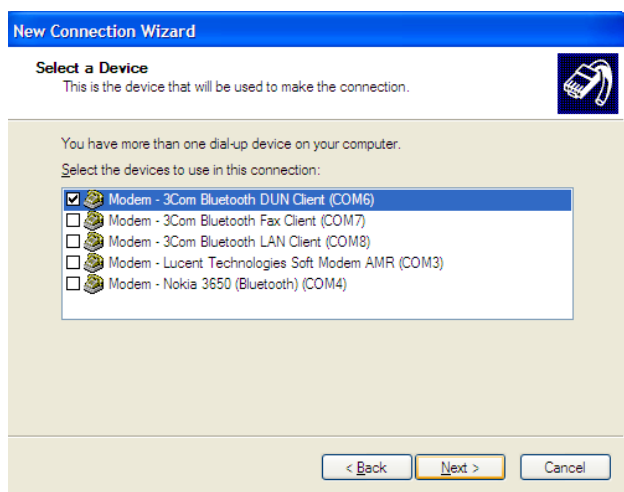 New Connection Wizard
Select a Device
This is the device that will be used to make the connection.
You have more than one dial-up device on your computer.
Select the devices to use in this connection:
Modem - 3Com Bluetooth DUN Client (COM6)
Modem - 3Com Bluetooth Fax Client (COM7)
Modem - 3Com Bluetooth LAN Client (COM8)
Modem - Lucent Technologies Soft Modem AMR (COM3)
Modem - Nokia 3650 (Bluetooth) (COM4)
< Back Next > Cancel